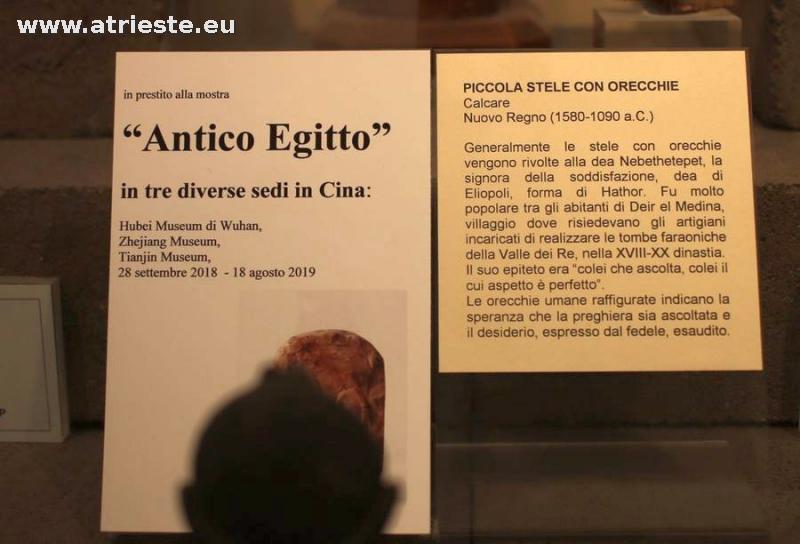 www.atrieste.eu
in prestito alla mostra
“Antico Egitto”
in tre diverse sedi in Cina:
Hubei Museum di Wuhan,
Zhejiang Museum,
Tianjin Museum,
28 settembre 2018 - 18 agosto 2019
PICCOLA STELE CON ORECCHIE
Calcare
Nuovo Regno (1580-1090 a.C.)
Generalmente le stele con orecchie
vengono rivolte alla dea Nebethetepet, la
signora della soddisfazione, dea di
Eliopoli, forma di Hathor. Fu molto
popolare tra gli abitanti di Deir el Medina,
villaggio dove risiedevano gli artigiani
incaricati di realizzare le tombe faraoniche
della Valle dei Re, nella XVIII-XX dinastia.
Il suo epiteto era “colei che ascolta, colei il
cui aspetto è perfetto”.
Le orecchie umane raffigurate indicano la
speranza che la preghiera sia ascoltata e
il desiderio, espresso dal fedele, esaudito.